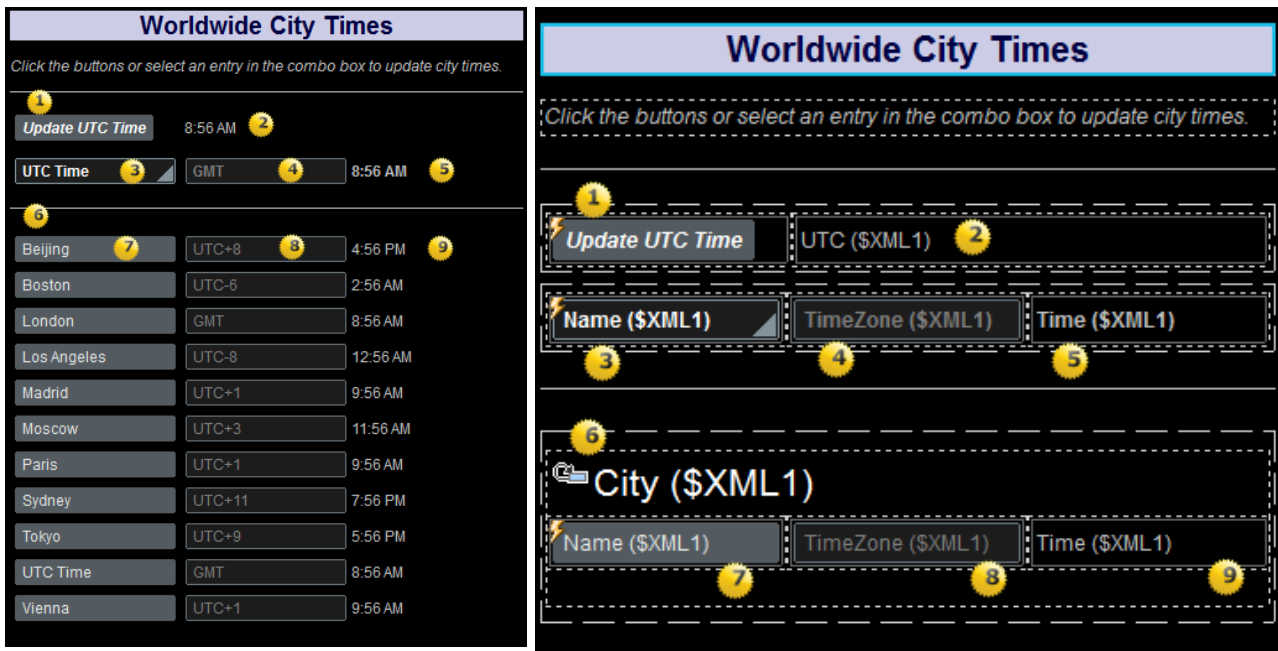 Worldwide City Times
Click the buttons or select an entry in the combo box to update city times.
1
Update UTC Time 8:56 AM 2
UTC Time 3 GMT 4 8:56 AM 5
6
Beijing 7 UTC+8 8 4:56 PM 9
Boston UTC-6 2:56 AM
London GMT 8:56 AM
Los Angeles UTC-8 12:56 AM
Madrid UTC+1 9:56 AM
Moscow UTC+3 11:56 AM
Paris UTC+1 9:56 AM
Sydney UTC+11 7:56 PM
Tokyo UTC+9 5:56 PM
UTC Time GMT 8:56 AM
Vienna UTC+1 9:56 AM
Worldwide City Times
Click the buttons or select an entry in the combo box to update city times.
1
Update UTC Time UTC ($XML1) 2
Name ($XML1) TimeZone ($XML1) Time ($XML1)
3 4 5
6
City ($XML1)
Name ($XML1) TimeZone ($XML1) Time ($XML1)
7 8 9